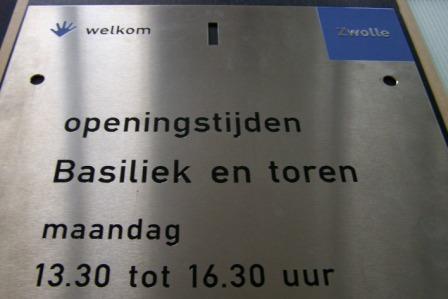 welkom
Zwolle
openingstijden
Basiliek en toren
maandag
13.30 tot 16.30 uur